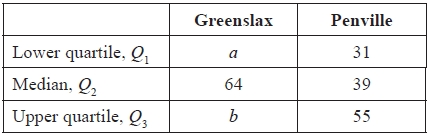 Greenslax Penville
Lower quartile, Q₁ a 31
Median, Q₂ 64 39
Upper quartile, Q₃ b 55